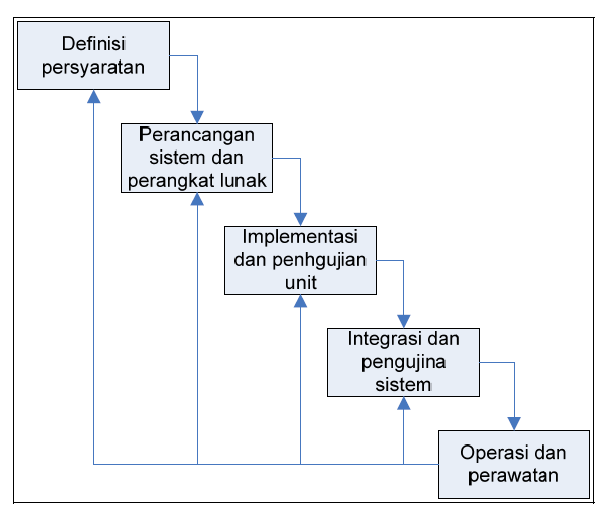 Definisi
persyaratan
Perancangan
sistem dan
perangkat lunak
Implementasi
dan penhgujian
unit
Integrasi dan
pengujina
sistem
Operasi dan
perawatan